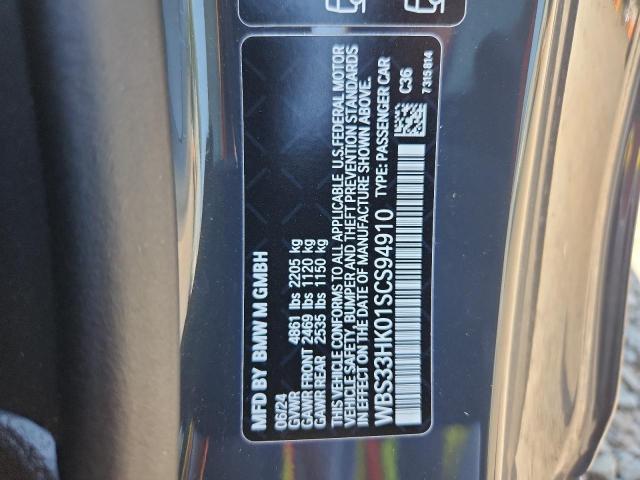 MFD BY BMW M GMBH
06/24
GVWR 4861 lbs 2205 kg
GAWR FRONT 2469 lbs 1120 kg
GAWR REAR 2535 lbs 1150 kg
THIS VEHICLE CONFORMS TO ALL APPLICABLE U.S.FEDERAL MOTOR
VEHICLE SAFETY, BUMPER AND THEFT PREVENTION STANDARDS
IN EFFECT ON THE DATE OF MANUFACTURE SHOWN ABOVE.
WBS33HK01SCS94910 TYPE: PASSENGER CAR
C36
7 315 814